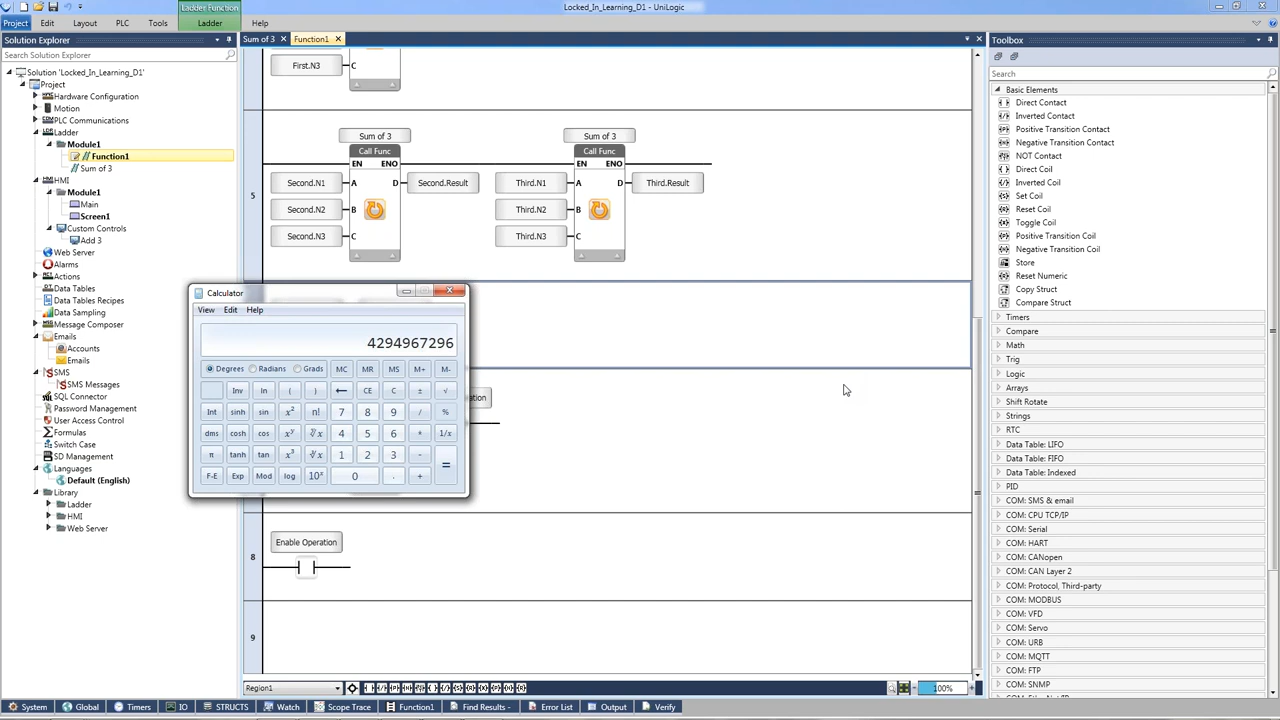 Ladder Function
Locked_In_Learning_D1 - UniLogic
Project Edit Layout PLC Tools Ladder Help
Solution Explorer
Search Solution Explorer
Solution 'Locked_In_Learning_D1'
Project
Hardware Configuration
Motion
PLC Communications
Ladder
Module1
Function1
Sum of 3
HMI
Module1
Main
Screen1
Custom Controls
Add 3
Web Server
Alarms
Actions
Data Tables
Data Tables Recipes
Data Sampling
Message Composer
Emails
Accounts
Emails
SMS
SMS Messages
SQL Connector
Password Management
User Access Control
Formulas
Switch Case
SD Management
Languages
Default (English)
Library
Ladder
HMI
Web Server
Sum of 3 Function1
First.N3 C
5
Sum of 3 Sum of 3
Call Func Call Func
EN ENO EN ENO
Second.N1 A D Second.Result Third.N1 A D Third.Result
Second.N2 B Third.N2 B
Second.N3 C Third.N3 C
Calculator
View Edit Help
4294967296
Degrees Radians Grads MC MR MS M+ M-
Inv ln ( ) ← CE C ± √
Int sinh sin x² n! 7 8 9 / %
dms cosh cos xʸ ʸ√x 4 5 6 * 1/x
π tanh tan x³ ³√x 1 2 3 - =
F-E Exp Mod log 10ˣ 0 . +
ation
8
Enable Operation
9
Region1
100%
Toolbox
Search
Basic Elements
Direct Contact
Inverted Contact
Positive Transition Contact
Negative Transition Contact
NOT Contact
Direct Coil
Inverted Coil
Set Coil
Reset Coil
Toggle Coil
Positive Transition Coil
Negative Transition Coil
Store
Reset Numeric
Copy Struct
Compare Struct
Timers
Compare
Math
Trig
Logic
Arrays
Shift Rotate
Strings
RTC
Data Table: LIFO
Data Table: FIFO
Data Table: Indexed
PID
COM: SMS & email
COM: CPU TCP/IP
COM: Serial
COM: HART
COM: CANopen
COM: CAN Layer 2
COM: Protocol, Third-party
COM: MODBUS
COM: VFD
COM: Servo
COM: URB
COM: MQTT
COM: FTP
COM: SNMP
System Global Timers IO STRUCTS Watch Scope Trace Function1 Find Results - Error List Output Verify